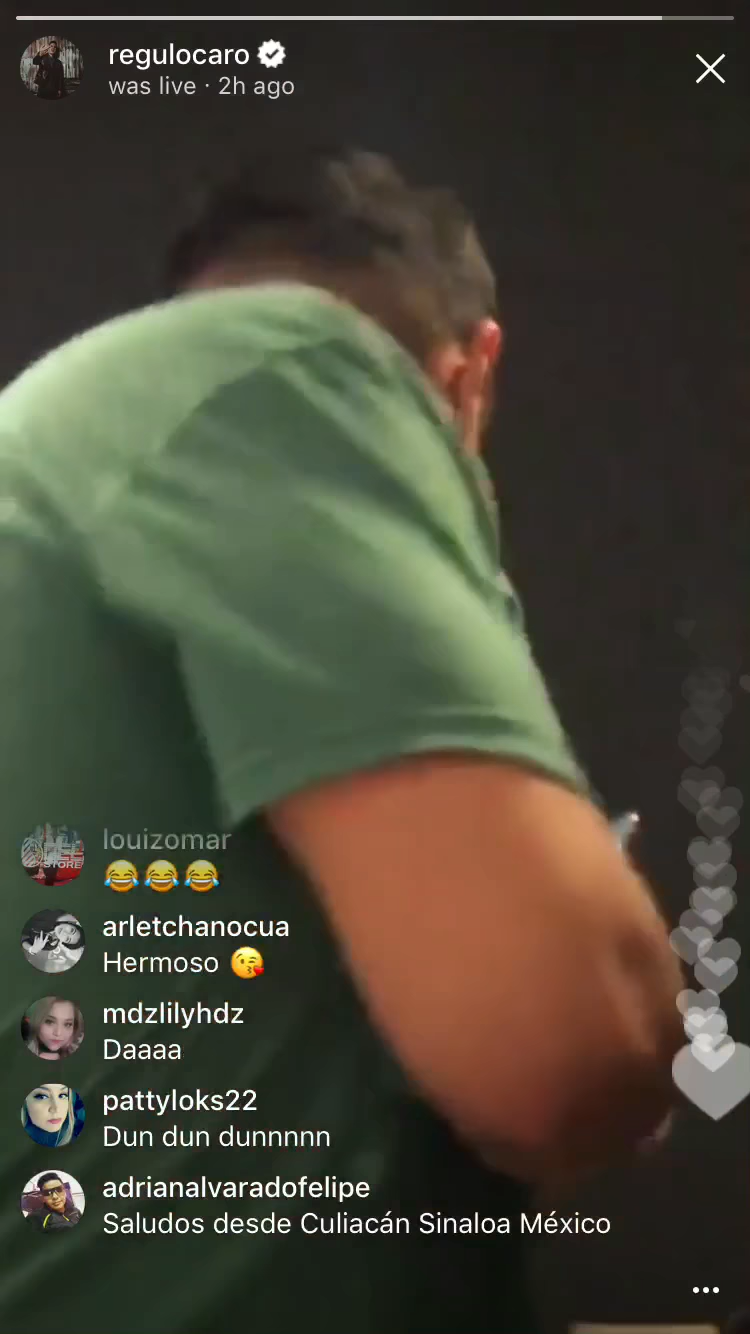 regulocaro
was live · 2h ago
louizomar
😂😂😂
arletchanocua
Hermoso 😘
mdzlilyhdz
Daaaa
pattyloks22
Dun dun dunnnnn
adrianalvaradofelipe
Saludos desde Culiacán Sinaloa México
STORE